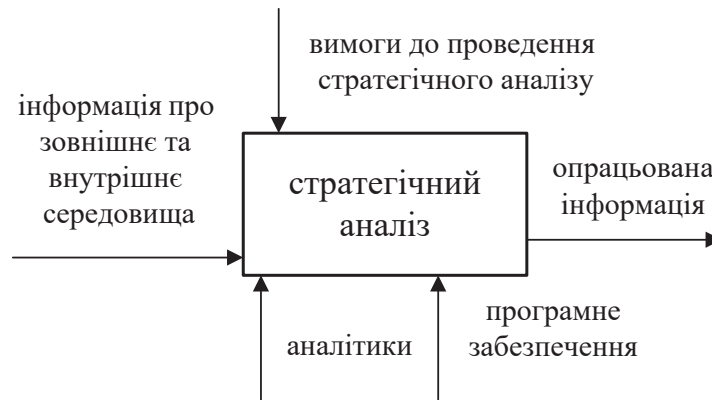 вимоги до проведення
стратегічного аналізу
інформація про
зовнішнє та
внутрішнє
середовища
стратегічний
аналіз
опрацьована
інформація
аналітики
програмне
забезпечення